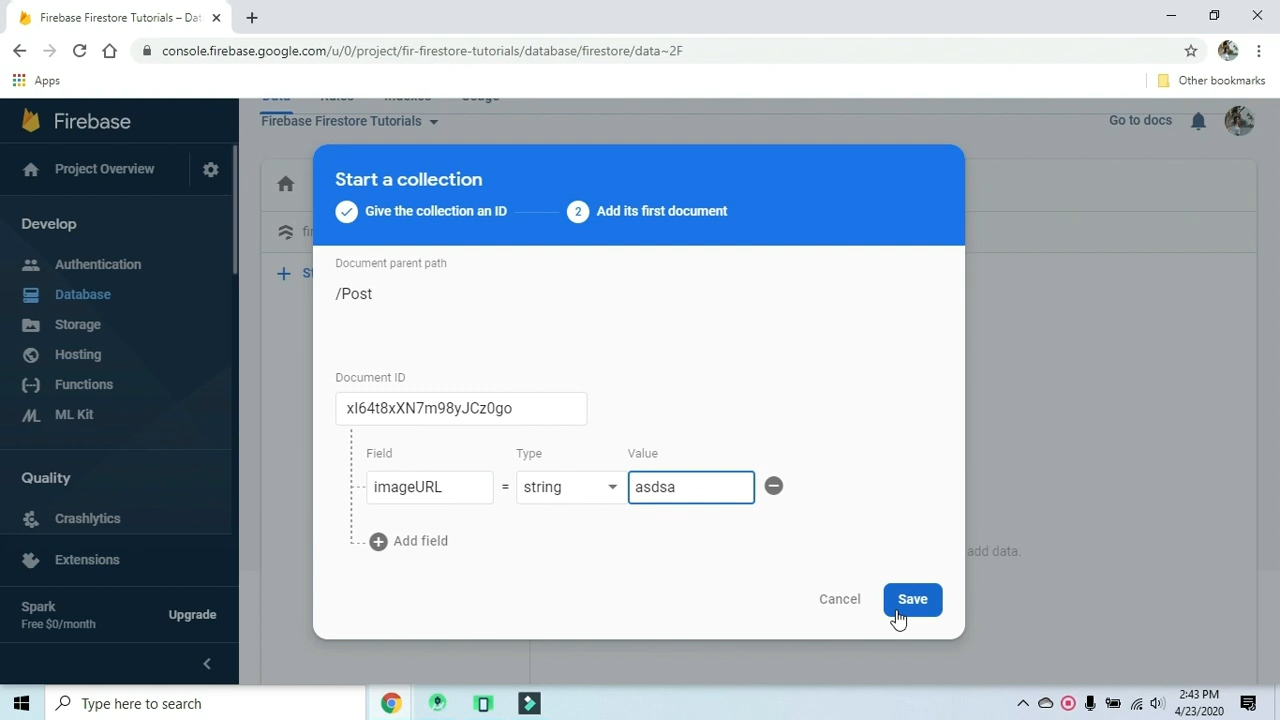 Firebase Firestore Tutorials – Dat
console.firebase.google.com/u/0/project/fir-firestore-tutorials/database/firestore/data~2F
Apps
Other bookmarks
Firebase
Data Rules Indexes Usage
Firebase Firestore Tutorials
Go to docs
Project Overview
Develop
Authentication
Database
Storage
Hosting
Functions
ML Kit
Quality
Crashlytics
Extensions
Spark
Free $0/month
Upgrade
Start a collection
Give the collection an ID
2 Add its first document
Document parent path
/Post
Document ID
xI64t8xXN7m98yJCz0go
Field Type Value
imageURL = string asdsa
Add field
add data.
Cancel Save
Type here to search
2:43 PM
4/23/2020